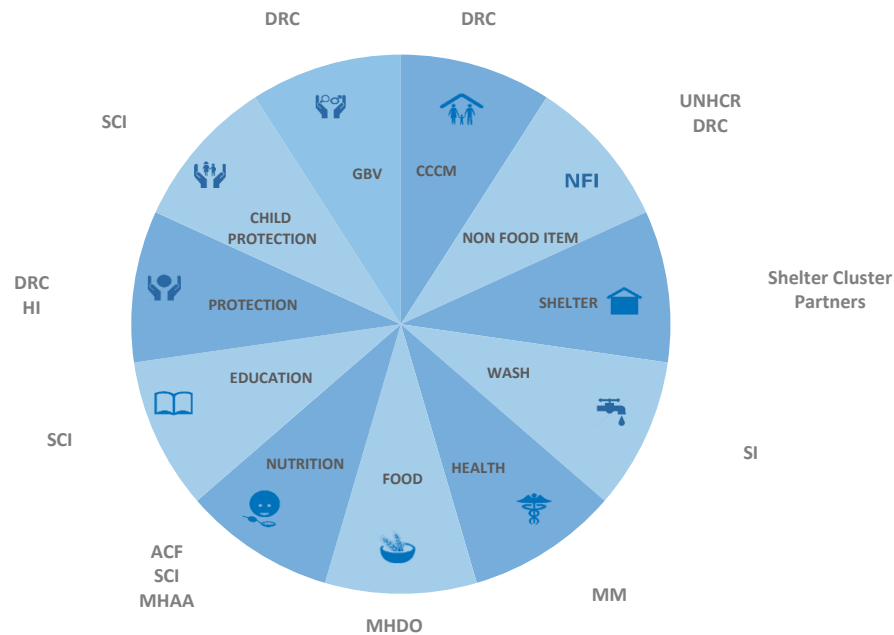 DRC
DRC
SCI
UNHCR
DRC
GBV
CCCM
NFI
CHILD
PROTECTION
NON FOOD ITEM
DRC
HI
PROTECTION
SHELTER
Shelter Cluster
Partners
EDUCATION
WASH
SCI
SI
NUTRITION
FOOD
HEALTH
ACF
SCI
MHAA
MHDO
MM